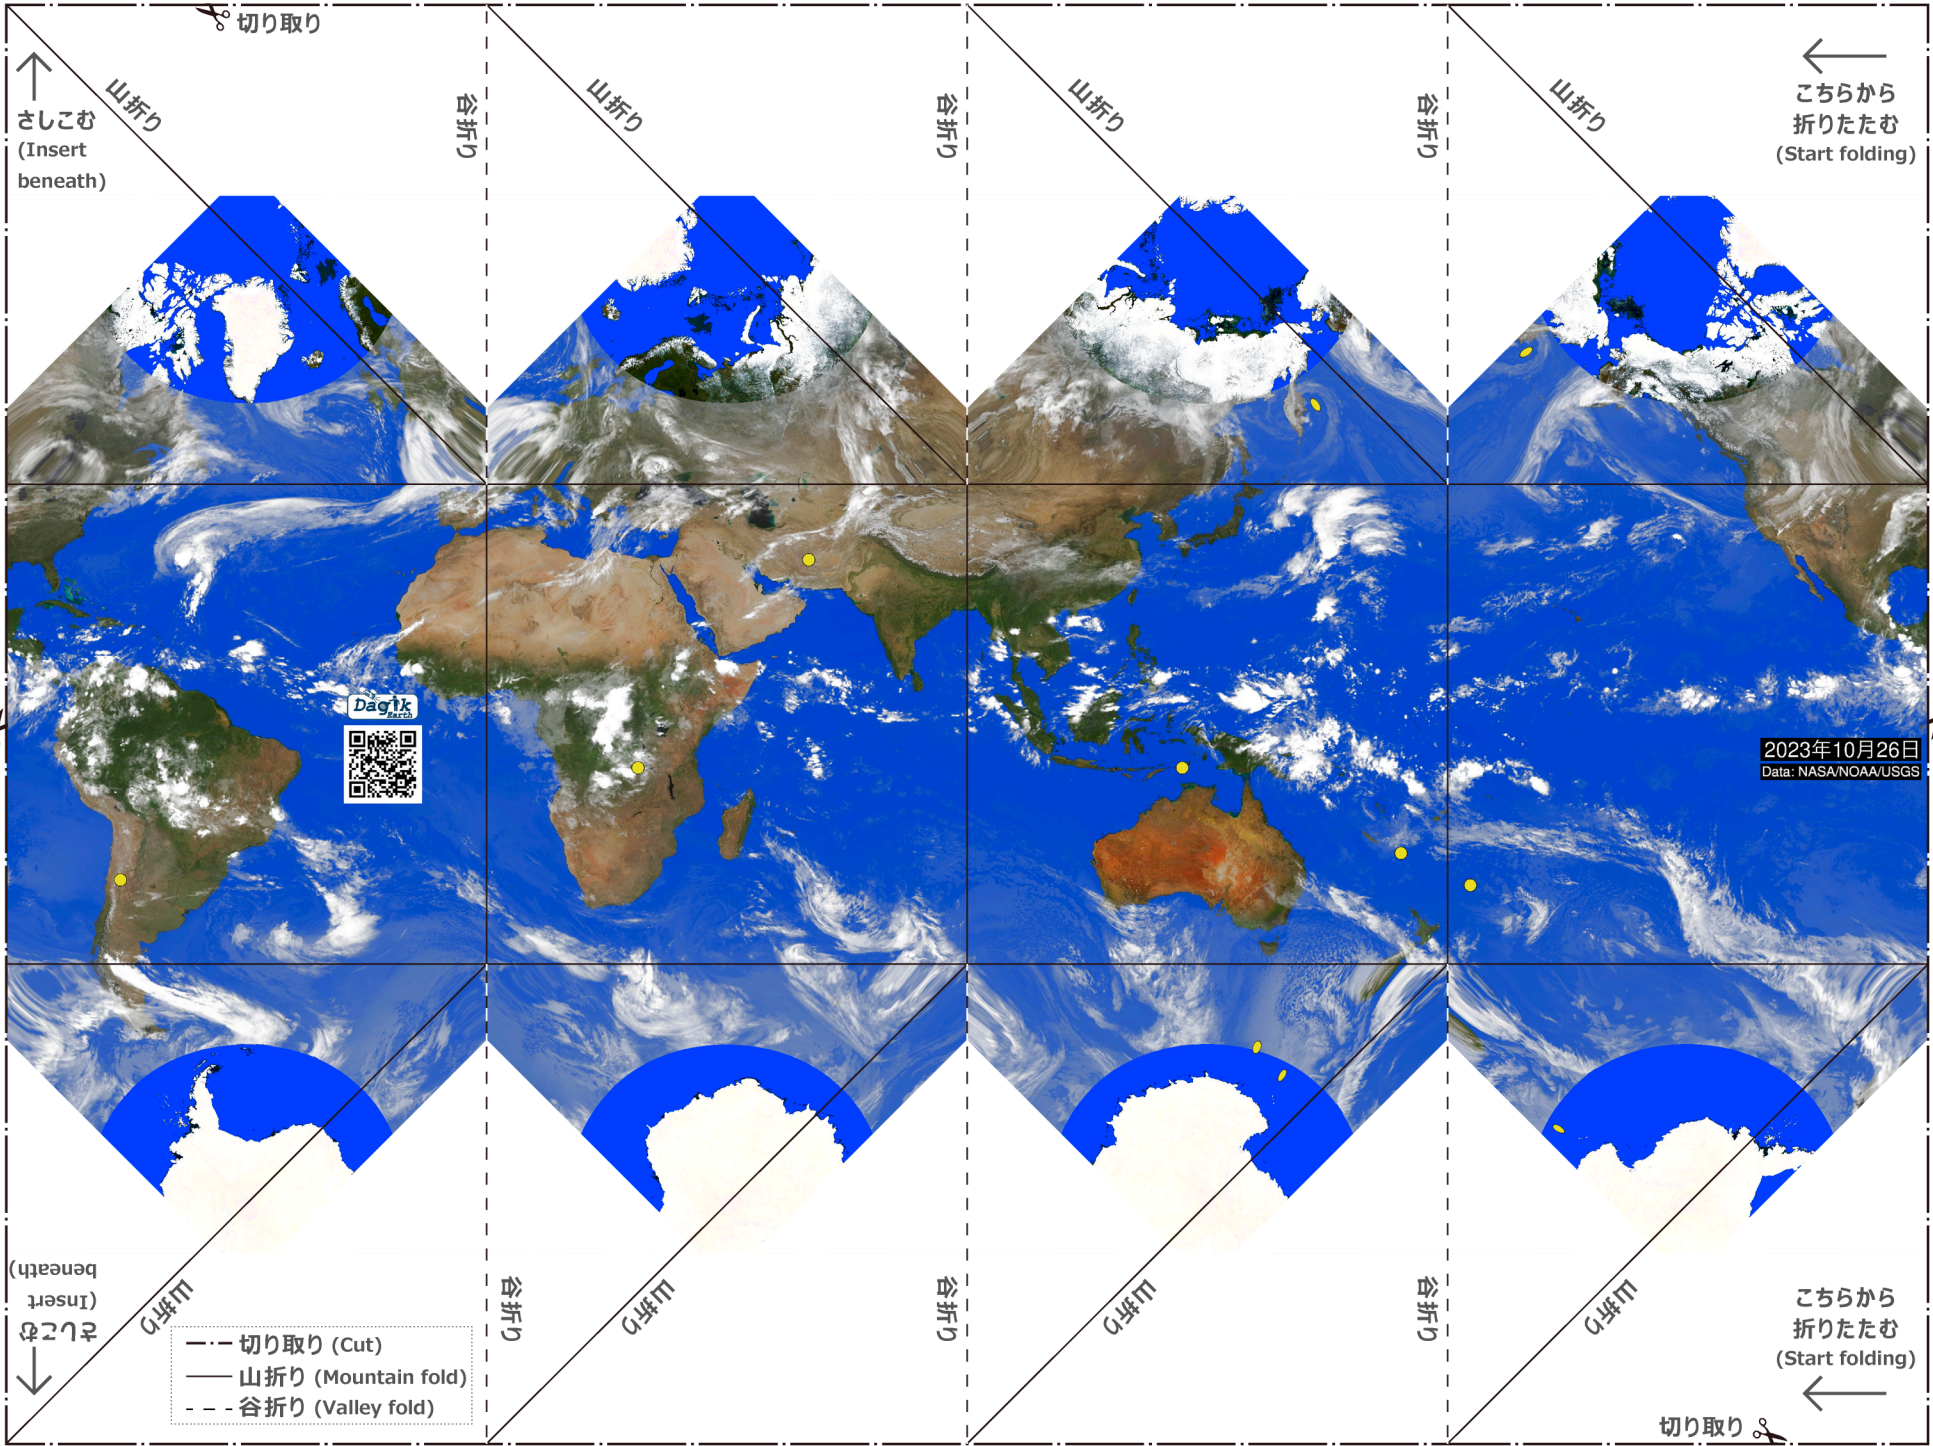 切り取り
山折り
谷折り
山折り
谷折り
山折り
谷折り
山折り
こちらから
折りたたむ
(Start folding)
さしこむ
(Insert
beneath)
Dagik
Earth
2023年10月26日
Data: NASA/NOAA/USGS
さしこむ
(Insert
beneath)
山折り
谷折り
山折り
谷折り
山折り
谷折り
山折り
こちらから
折りたたむ
(Start folding)
切り取り (Cut)
山折り (Mountain fold)
谷折り (Valley fold)
切り取り